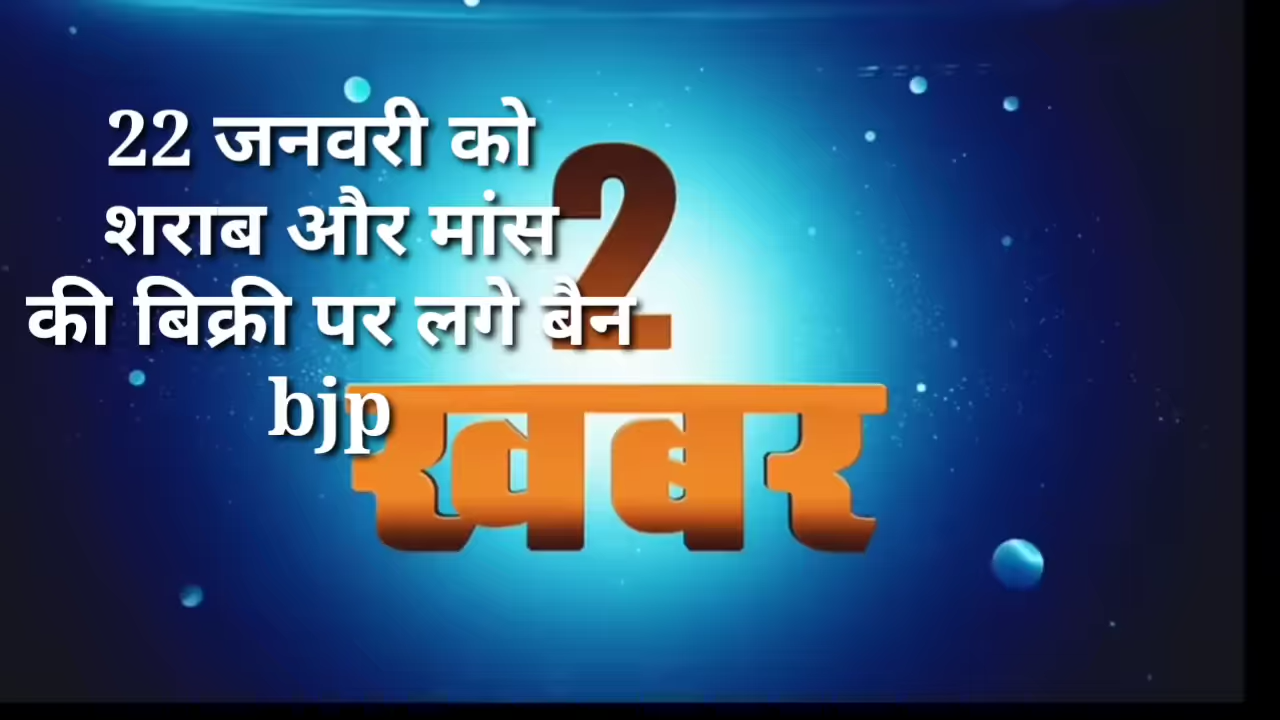 22 जनवरी को
शराब और मांस
की बिक्री पर लगे बैन
bjp
2
खबर